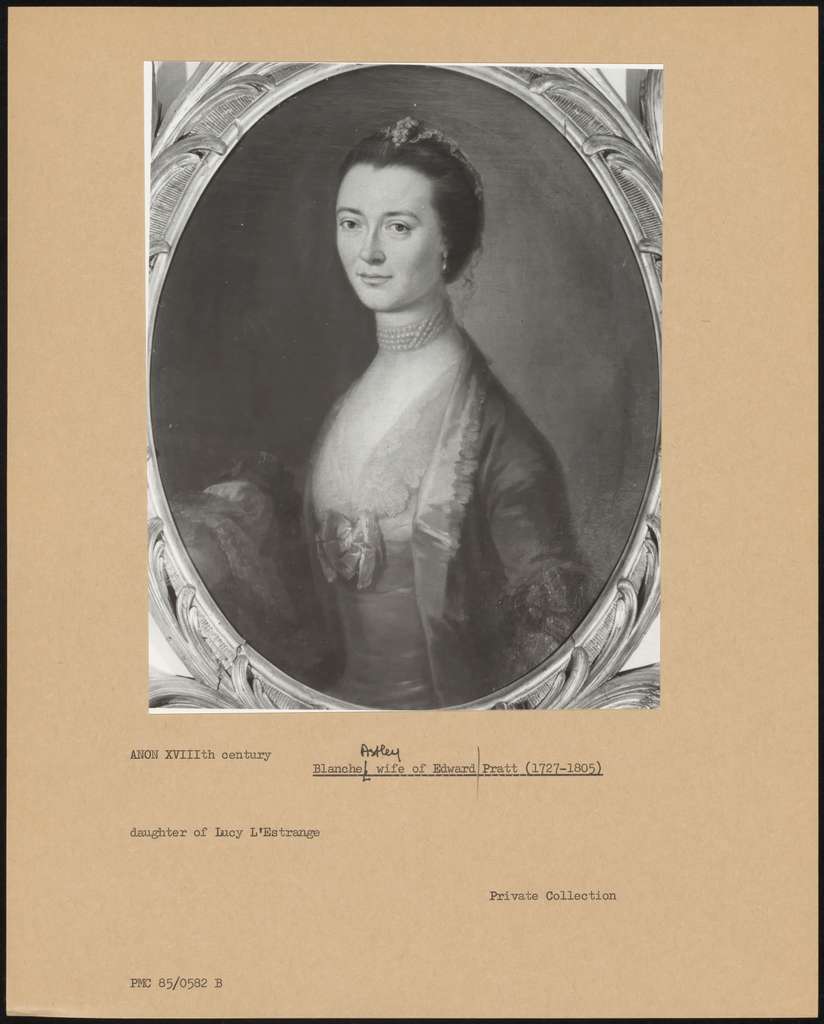 ANON XVIIIth century
Astley
Blanche, wife of Edward Pratt (1727-1805)
daughter of Lucy L'Estrange
Private Collection
PMC 85/0582 B